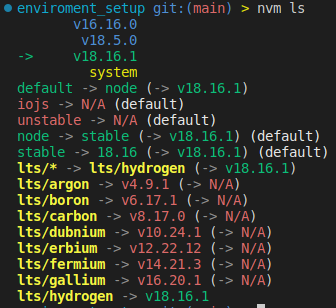 enviroment_setup git:(main) > nvm ls
v16.16.0
v18.5.0
-> v18.16.1
system
default -> node (-> v18.16.1)
iojs -> N/A (default)
unstable -> N/A (default)
node -> stable (-> v18.16.1) (default)
stable -> 18.16 (-> v18.16.1) (default)
lts/* -> lts/hydrogen (-> v18.16.1)
lts/argon -> v4.9.1 (-> N/A)
lts/boron -> v6.17.1 (-> N/A)
lts/carbon -> v8.17.0 (-> N/A)
lts/dubnium -> v10.24.1 (-> N/A)
lts/erbium -> v12.22.12 (-> N/A)
lts/fermium -> v14.21.3 (-> N/A)
lts/gallium -> v16.20.1 (-> N/A)
lts/hydrogen -> v18.16.1